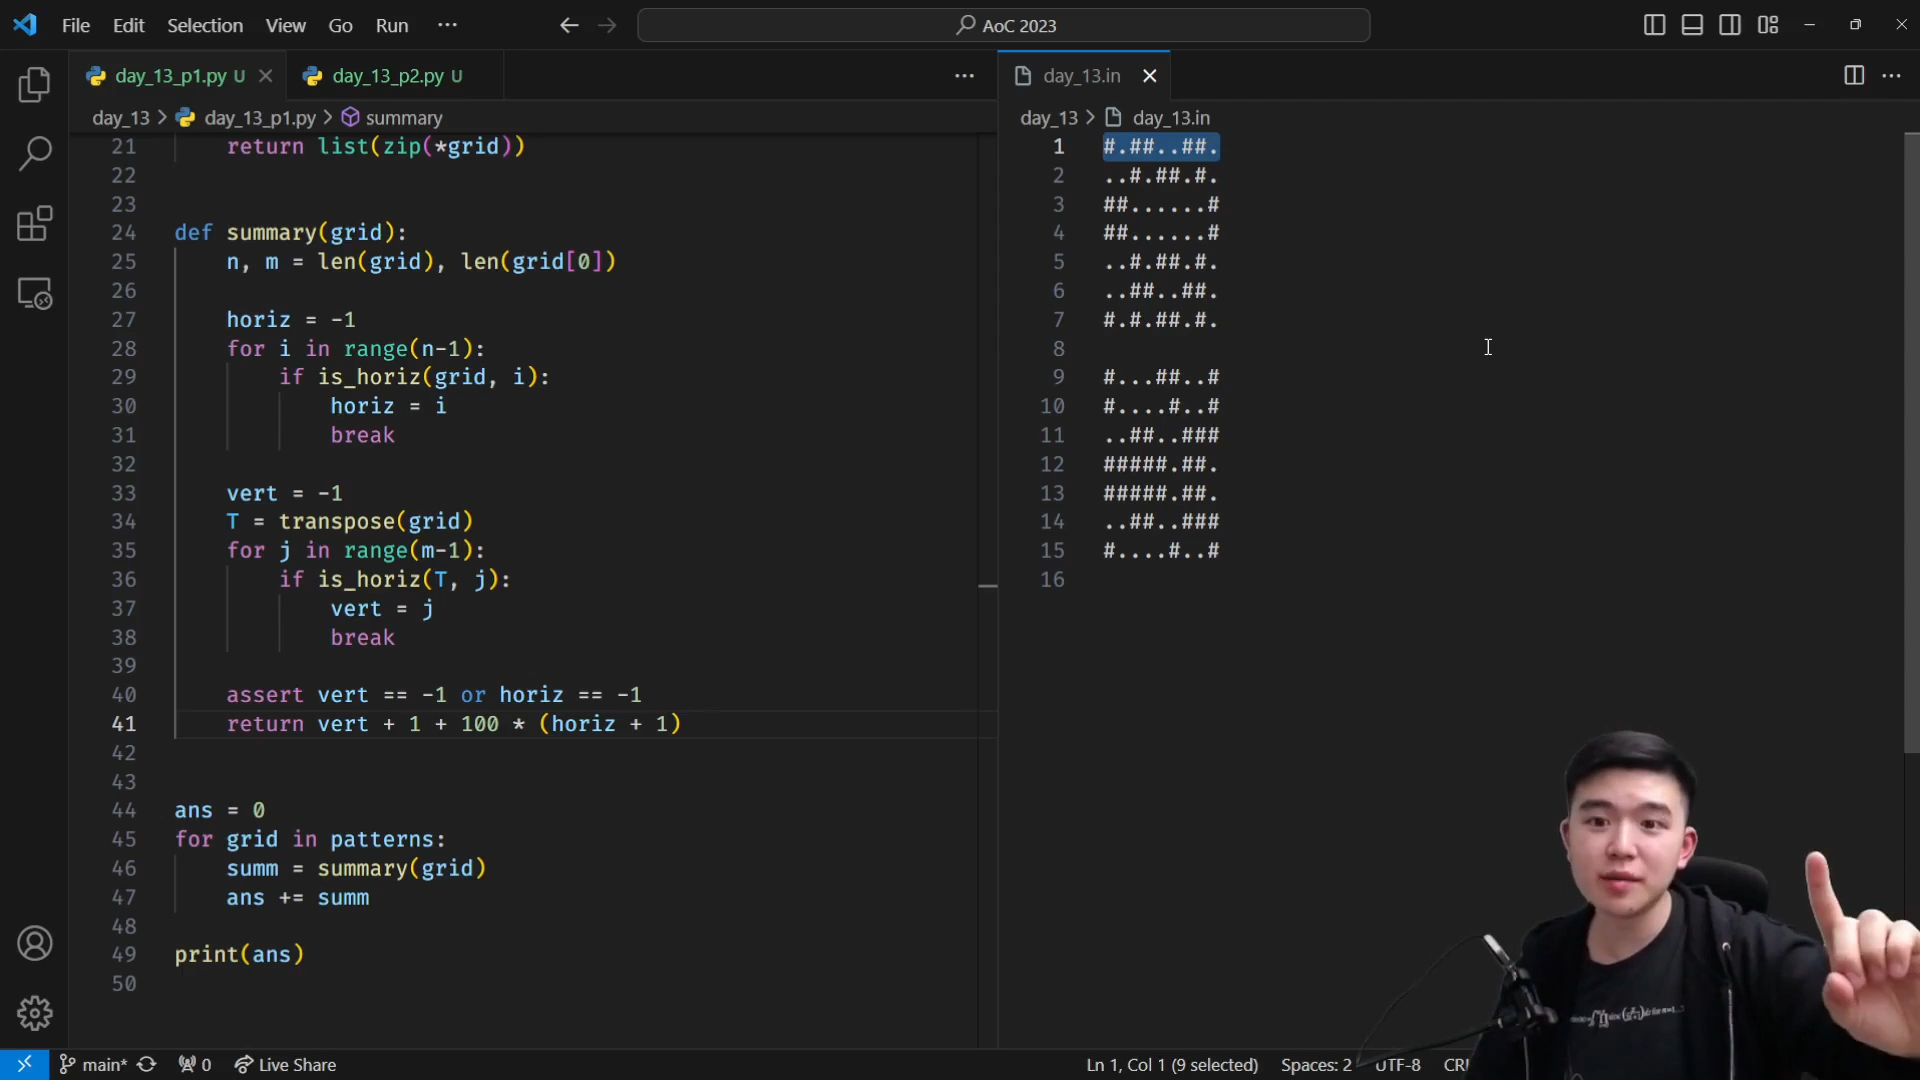 File Edit Selection View Go Run ··· AoC 2023
day_13_p1.py U day_13_p2.py U ···
day_13 > day_13_p1.py > summary
21 return list(zip(*grid))
22
23
24 def summary(grid):
25 n, m = len(grid), len(grid[0])
26
27 horiz = -1
28 for i in range(n-1):
29 if is_horiz(grid, i):
30 horiz = i
31 break
32
33 vert = -1
34 T = transpose(grid)
35 for j in range(m-1):
36 if is_horiz(T, j):
37 vert = j
38 break
39
40 assert vert == -1 or horiz == -1
41 return vert + 1 + 100 * (horiz + 1)
42
43
44 ans = 0
45 for grid in patterns:
46 summ = summary(grid)
47 ans += summ
48
49 print(ans)
50
day_13.in ···
day_13 > day_13.in
1 #.##..##.
2 ..#.##.#.
3 ##......#
4 ##......#
5 ..#.##.#.
6 ..##..##.
7 #.#.##.#.
8
9 #...##..#
10 #....#..#
11 ..##..###
12 #####.##.
13 #####.##.
14 ..##..###
15 #....#..#
16
main* 0 Live Share Ln 1, Col 1 (9 selected) Spaces: 2 UTF-8